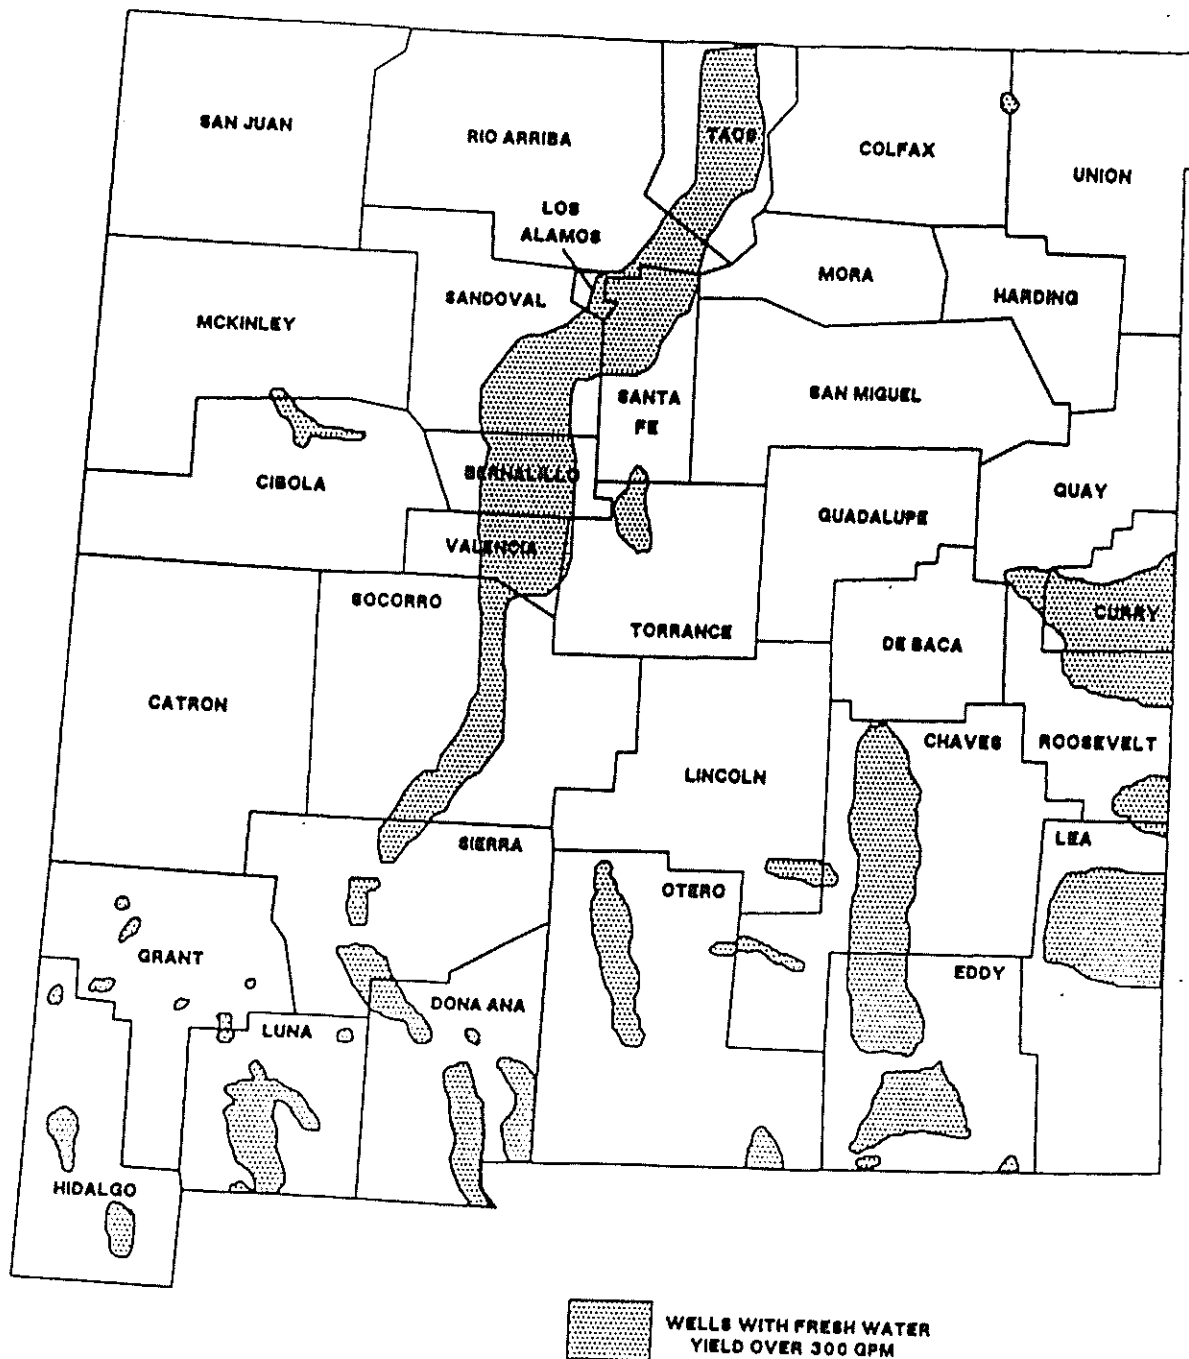 SAN JUAN
RIO ARRIBA
TAOS
COLFAX
UNION
LOS
ALAMOS
MORA
HARDING
SANDOVAL
MCKINLEY
SANTA
FE
SAN MIGUEL
CIBOLA
BERNALILLO
QUAY
GUADALUPE
VALENCIA
SOCORRO
TORRANCE
DE BACA
CURRY
CATRON
CHAVES
ROOSEVELT
LINCOLN
SIERRA
LEA
OTERO
GRANT
EDDY
DONA ANA
LUNA
HIDALGO
WELLS WITH FRESH WATER
YIELD OVER 300 GPM